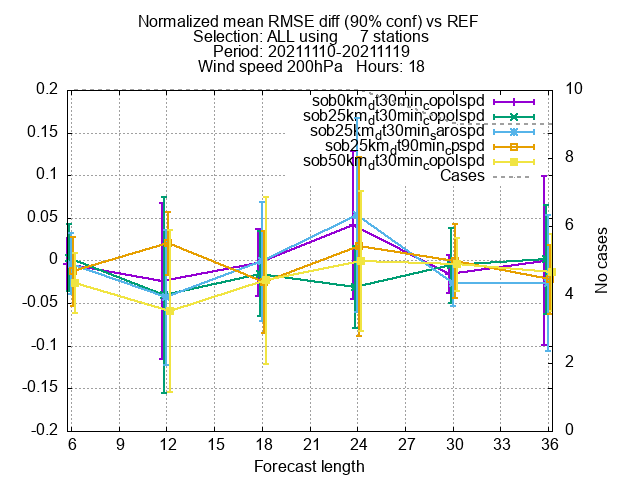 Normalized mean RMSE diff (90% conf) vs REF
Selection: ALL using 7 stations
Period: 20211110-20211119
Wind speed 200hPa Hours: 18
sob0km_dt30min_copolspd
sob25km_dt30min_copolspd
sob25km_dt30min_sarospd
sob25km_dt90min_cpspd
sob50km_dt30min_copolspd
Cases
0.2
0.15
0.1
0.05
0
-0.05
-0.1
-0.15
-0.2
10
8
6
4
2
0
No cases
6 9 12 15 18 21 24 27 30 33 36
Forecast length